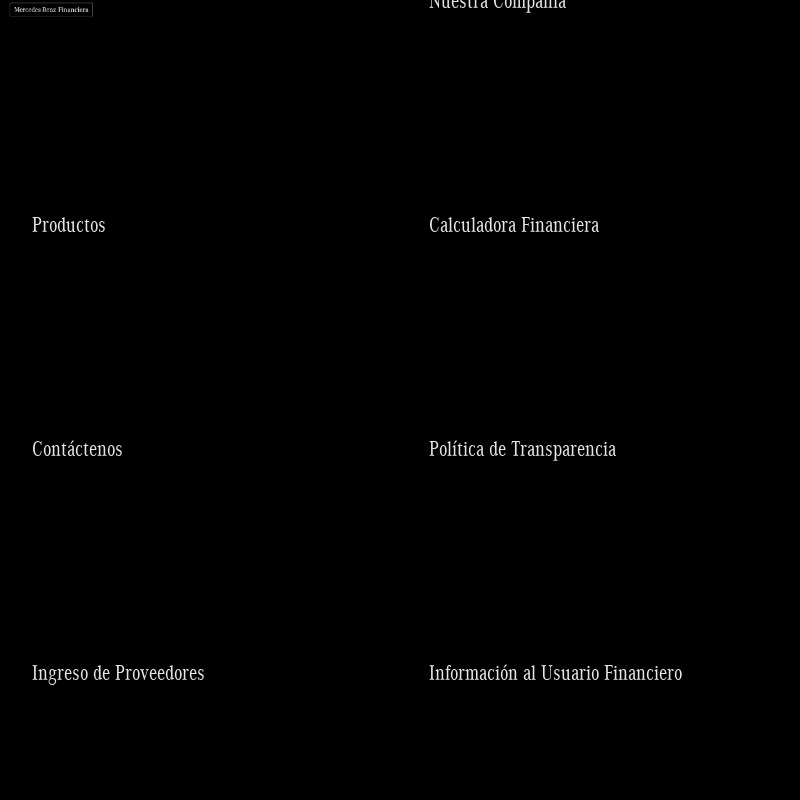 Mercedes-Benz Financiera
Nuestra Compañía
Productos
Calculadora Financiera
Contáctenos
Política de Transparencia
Ingreso de Proveedores
Información al Usuario Financiero